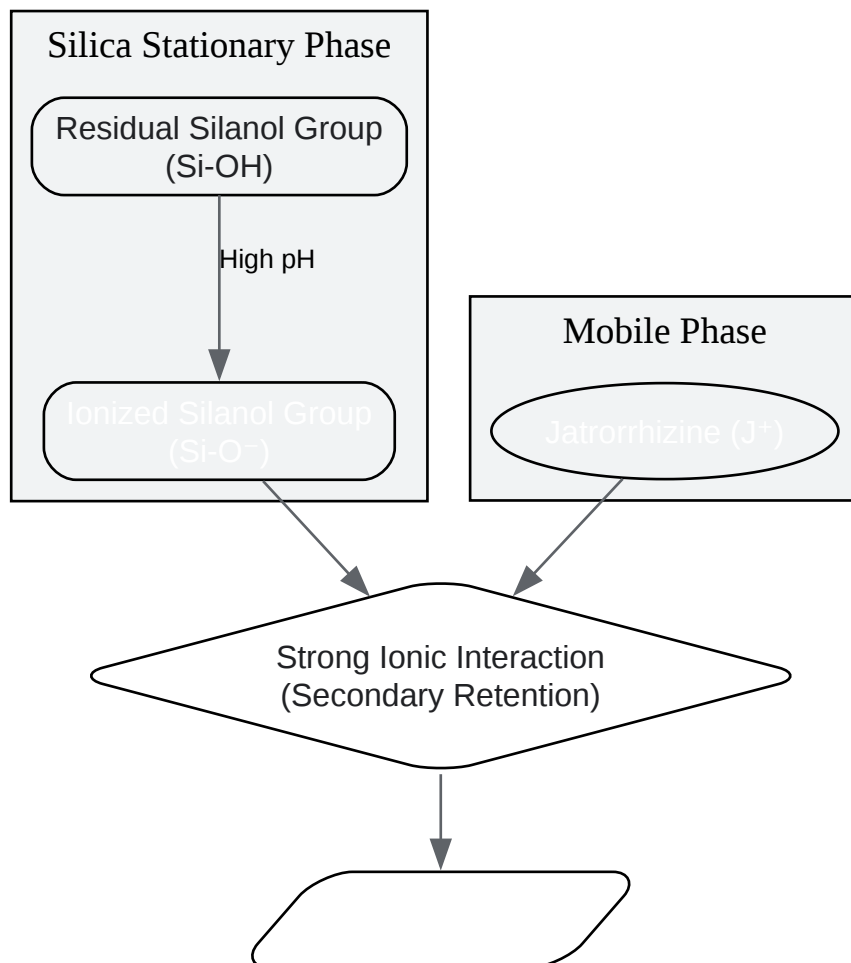 Silica Stationary Phase
Residual Silanol Group
(Si-OH)
High pH
Mobile Phase
Ionized Silanol Group
(Si-O⁻)
Jatrorrhizine (J⁺)
Strong Ionic Interaction
(Secondary Retention)